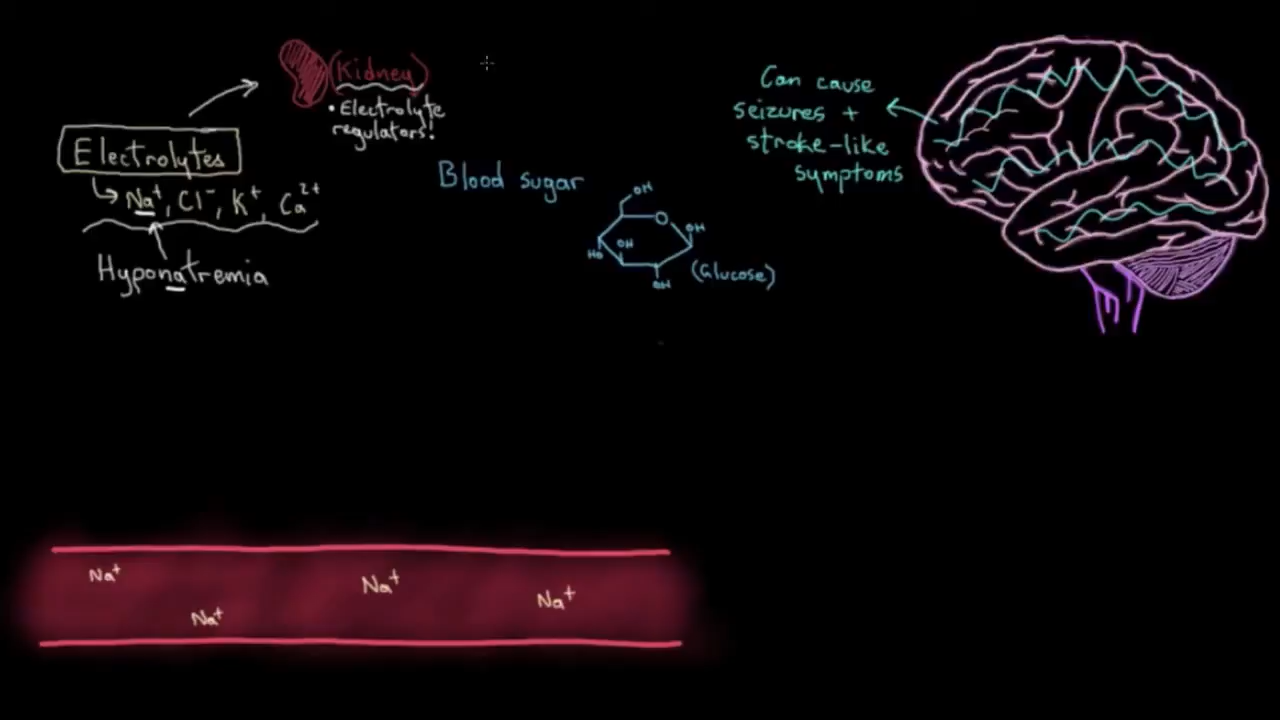 (Kidney)
• Electrolyte
regulators!
Electrolytes
Na⁺, Cl⁻, K⁺, Ca²⁺
Hyponatremia
Blood sugar
OH
O
OH
OH
HO
OH
(Glucose)
Can cause
seizures +
stroke-like
symptoms
Na⁺
Na⁺
Na⁺
Na⁺